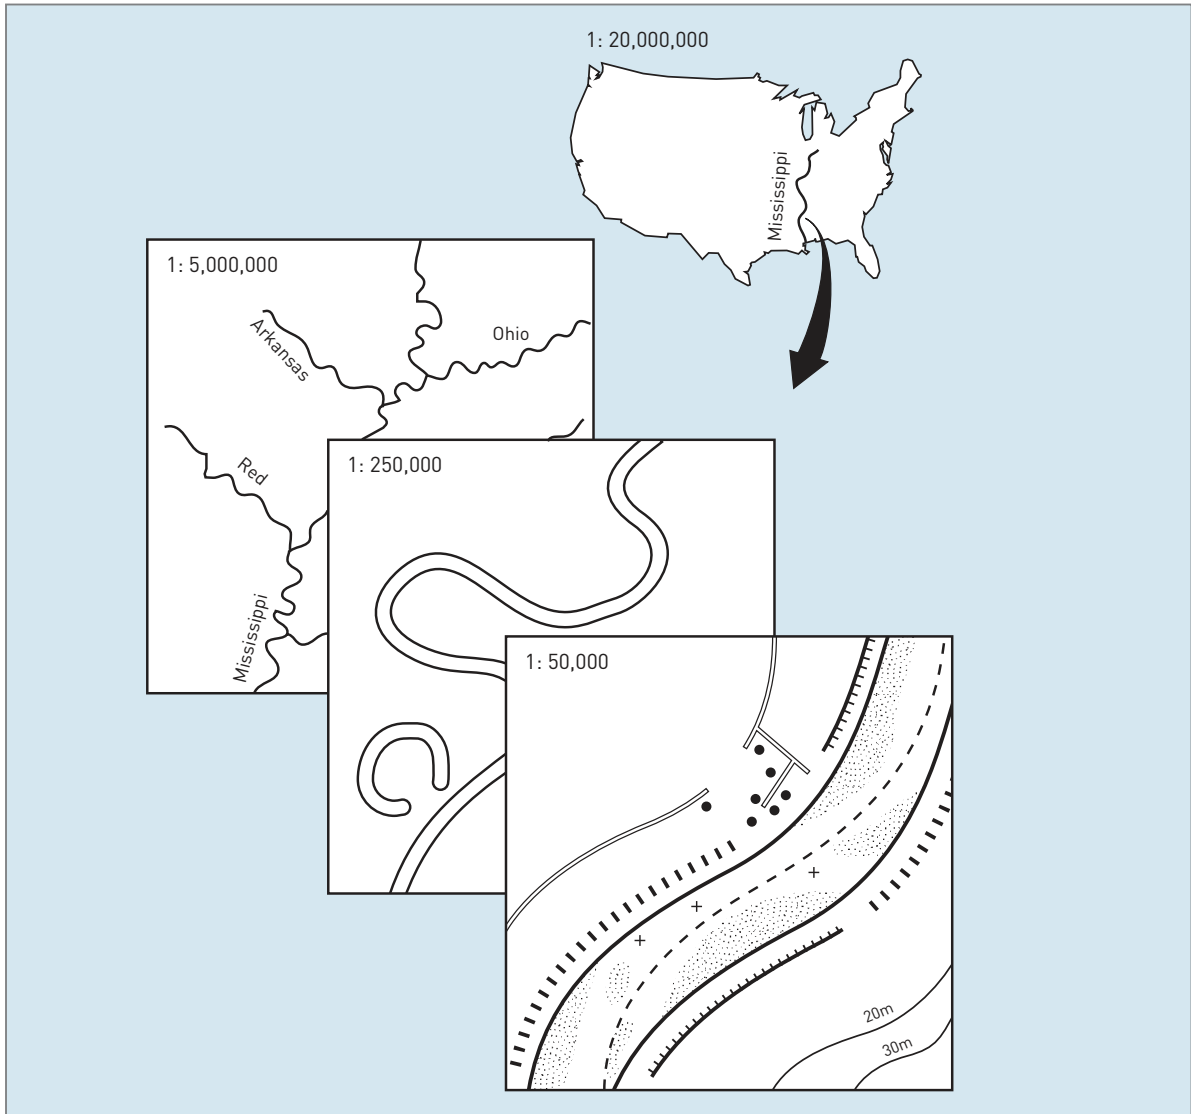 1: 20,000,000
Mississippi
1: 5,000,000
Arkansas
Ohio
Red
Mississippi
1: 250,000
1: 50,000
20m
30m